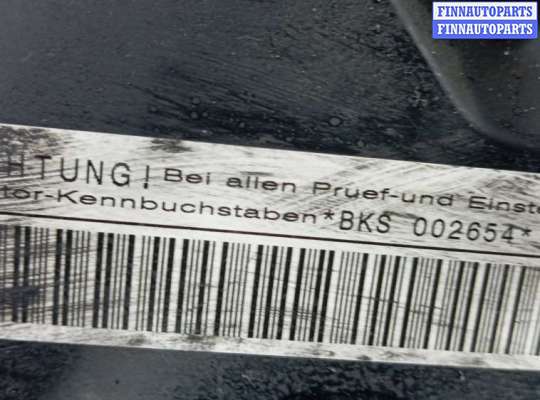 FINNAUTOPARTS
FINNAUTOPARTS
HTUNG! Bei allen Pruef-und Einste
tor-Kennbuchstaben*BKS 002654*